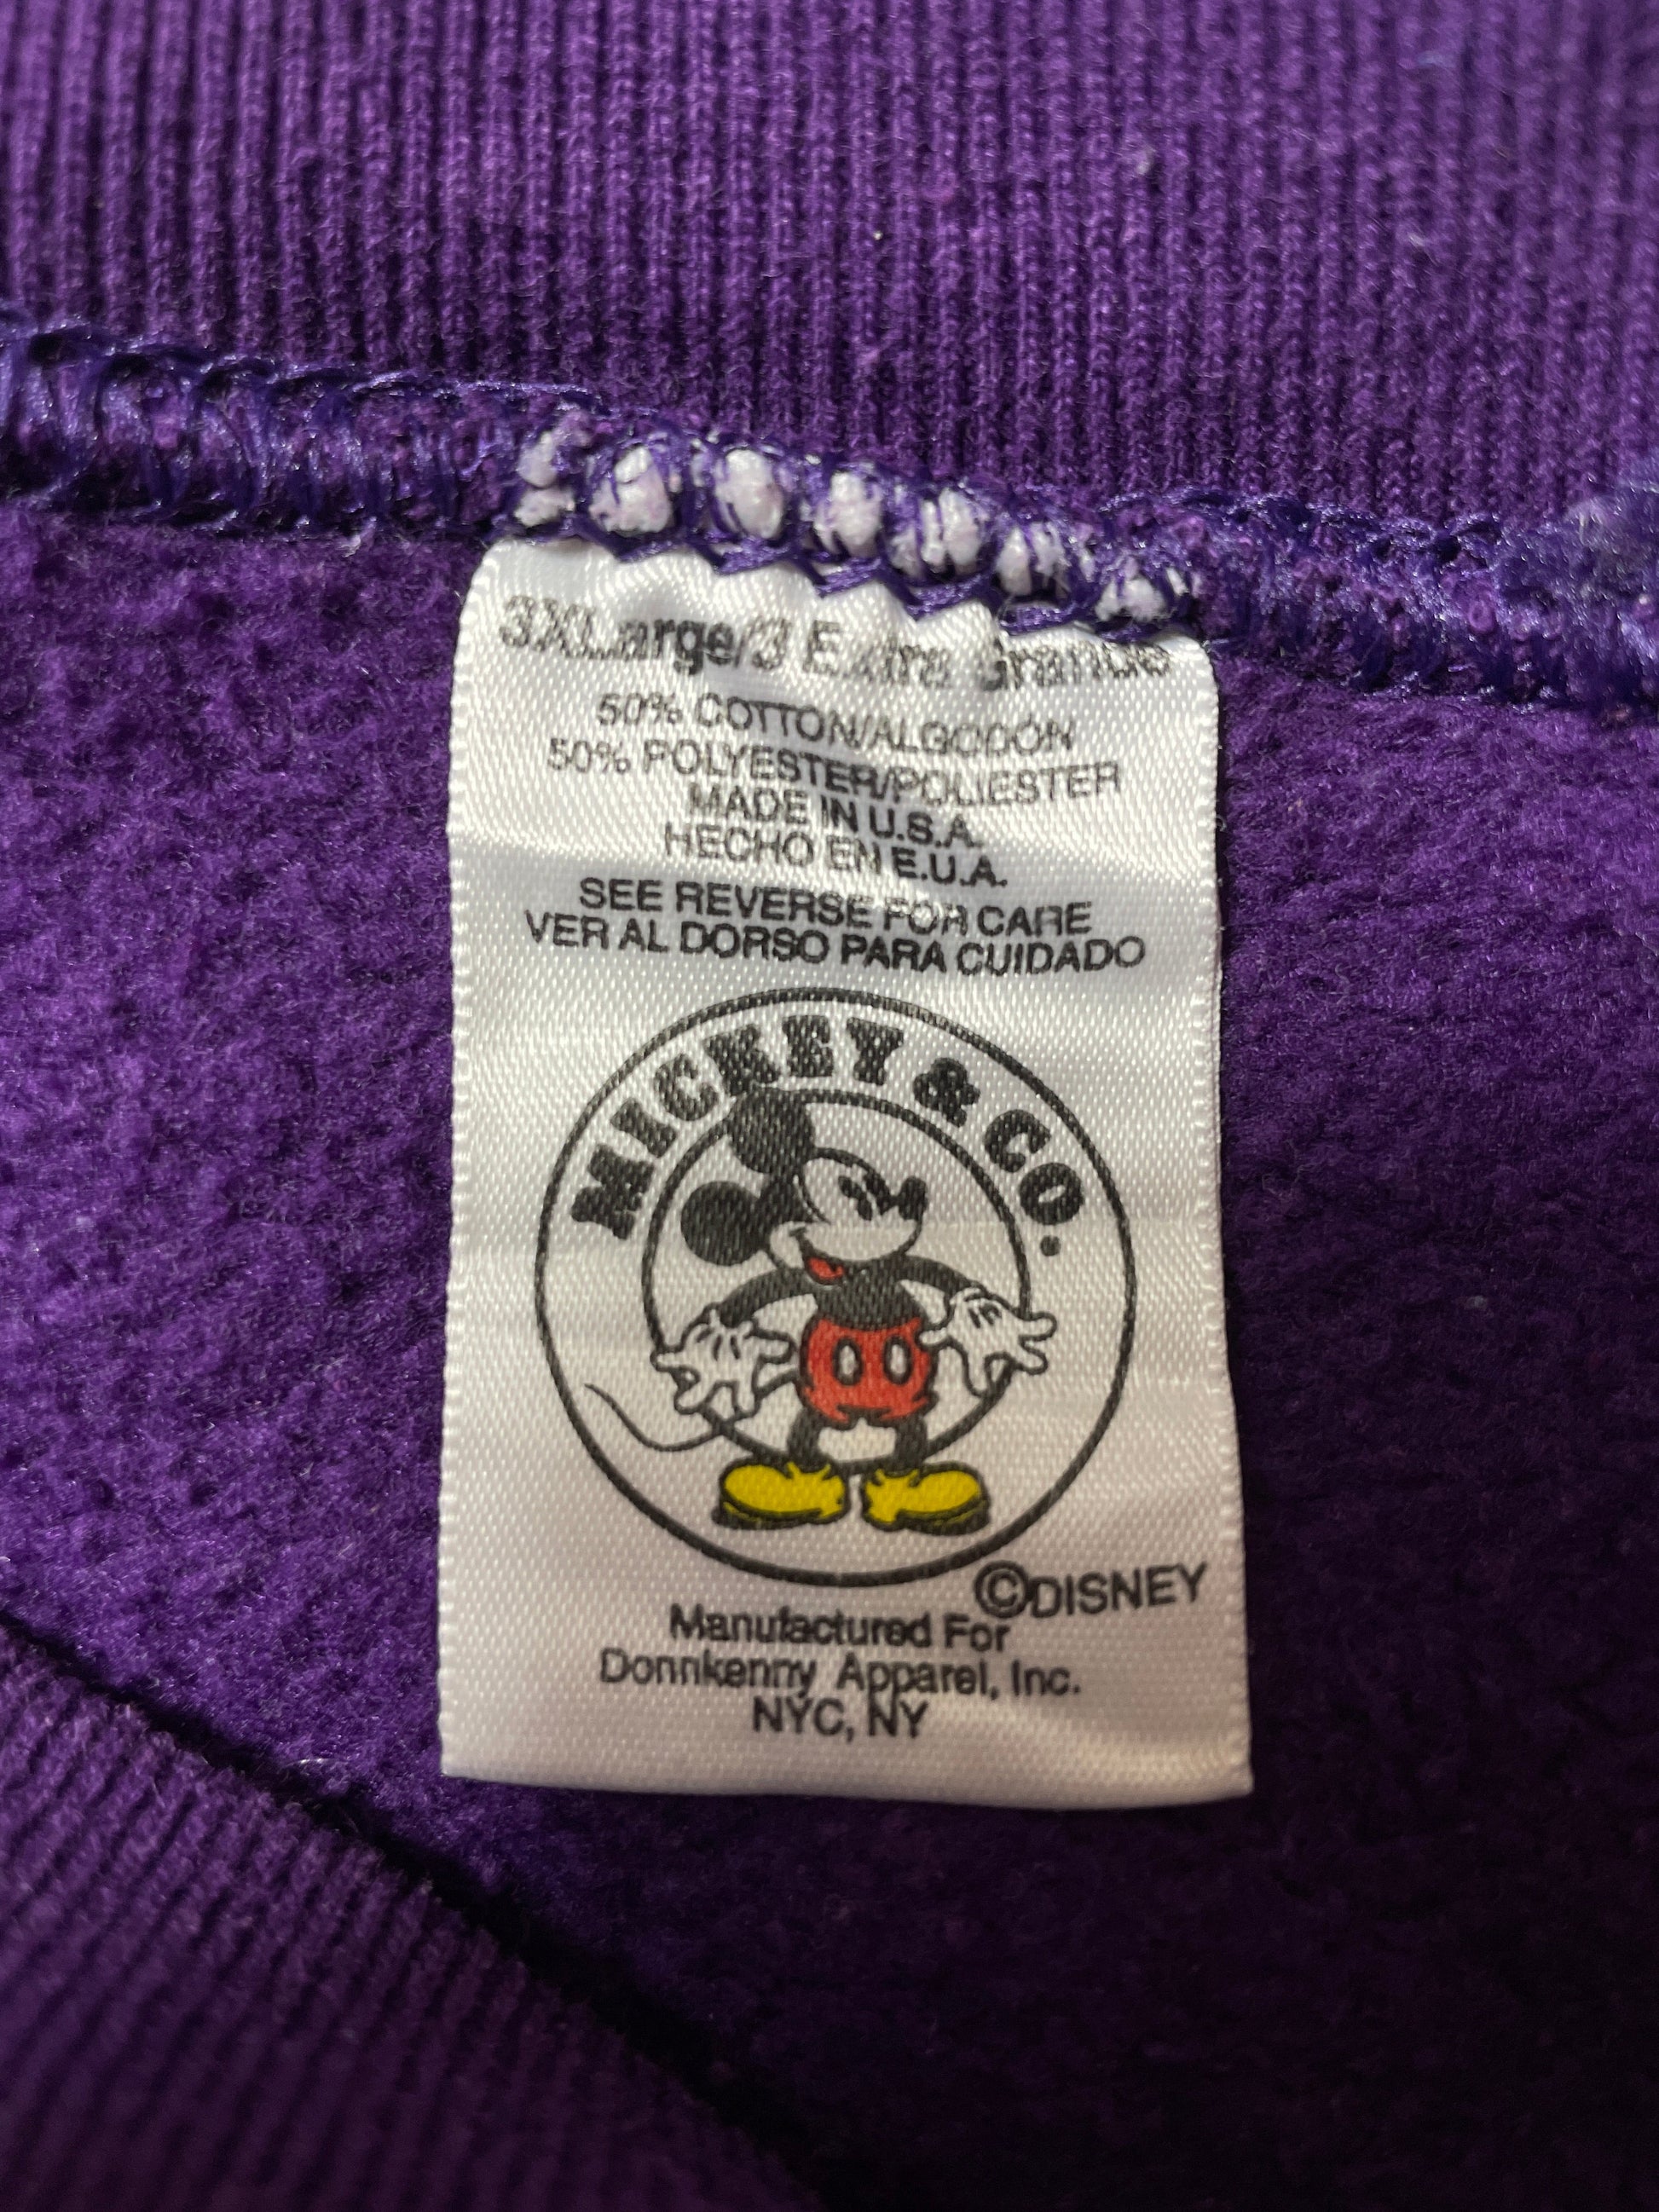 3XLarge/3 Extra Grande
50% COTTON/ALGODÓN
50% POLYESTER/POLIESTER
MADE IN U.S.A.
HECHO EN E.U.A.
SEE REVERSE FOR CARE
VER AL DORSO PARA CUIDADO
MICKEY & CO.
©DISNEY
Manufactured For
Donnkenny Apparel, Inc.
NYC, NY